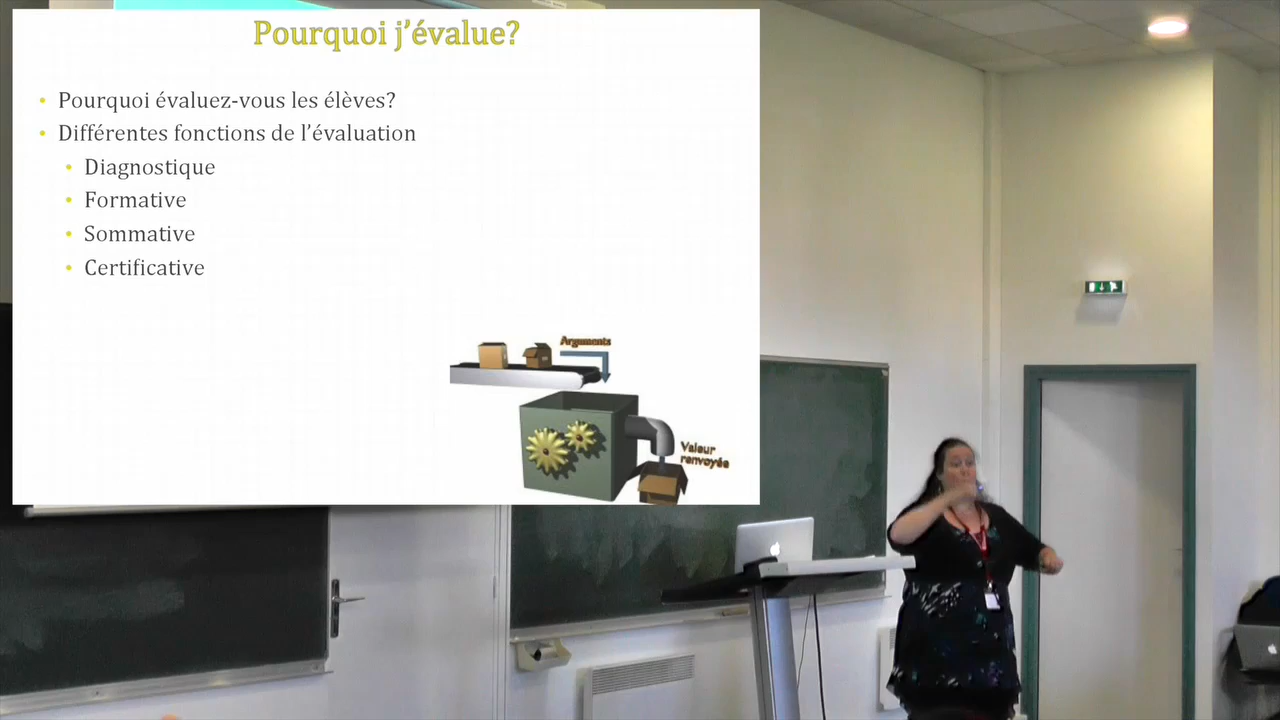 Pourquoi j’évalue?
• Pourquoi évaluez-vous les élèves?
• Différentes fonctions de l’évaluation
• Diagnostique
• Formative
• Sommative
• Certificative
Arguments
Valeur
renvoyée